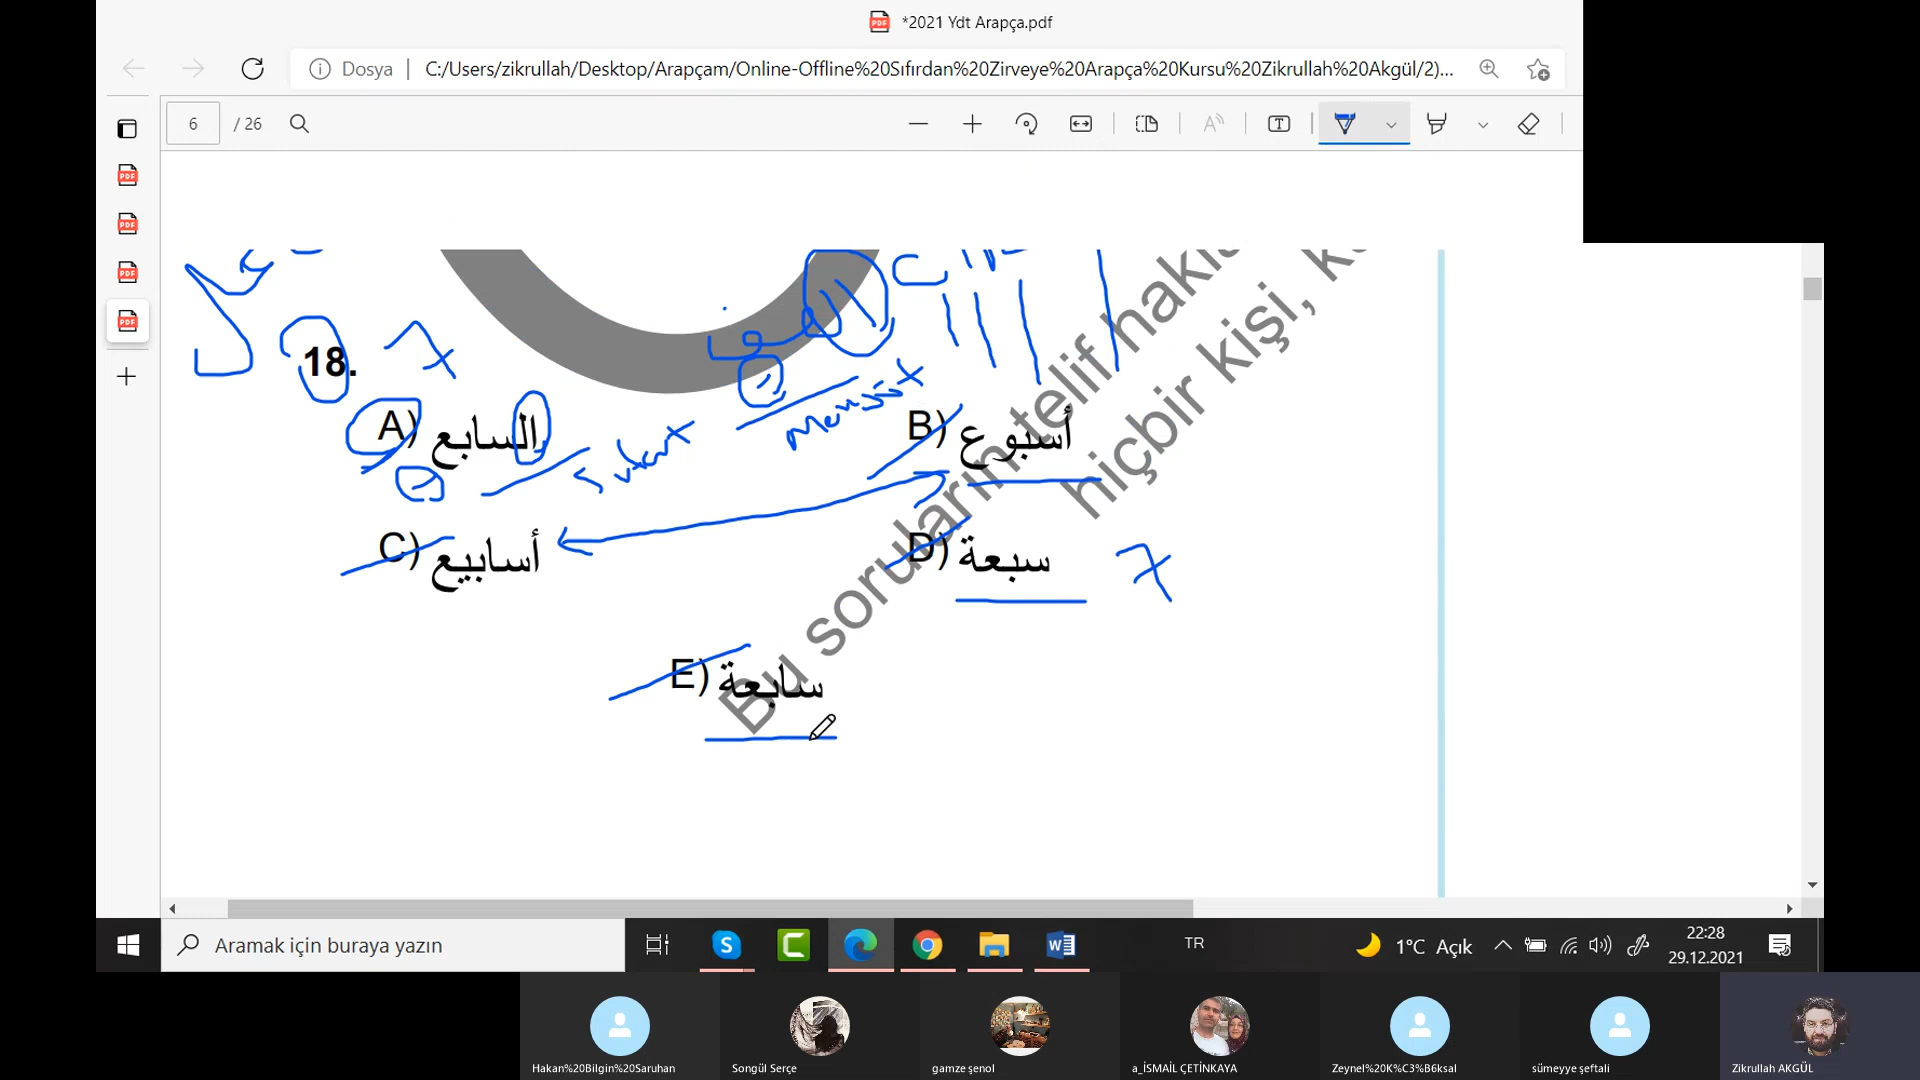 *2021 Ydt Arapça.pdf
Dosya | C:/Users/zikrullah/Desktop/Arapçam/Online-Offline%20Sıfırdan%20Zirveye%20Arapça%20Kursu%20Zikrullah%20Akgül/2)...
6 / 26
18. 7
A) السابع
B) أسبوع
C) أسابيع
D) سبعة 7
E) سابعة
Bu soruların telif hakla
hiçbir kişi, k
Aramak için buraya yazın
TR
1°C Açık
22:28
29.12.2021
Hakan%20Bilgin%20Saruhan
Songül Serçe
gamze şenol
a_İSMAİL ÇETİNKAYA
Zeynel%20K%C3%B6ksal
sümeyye şeftali
Zikrullah AKGÜL